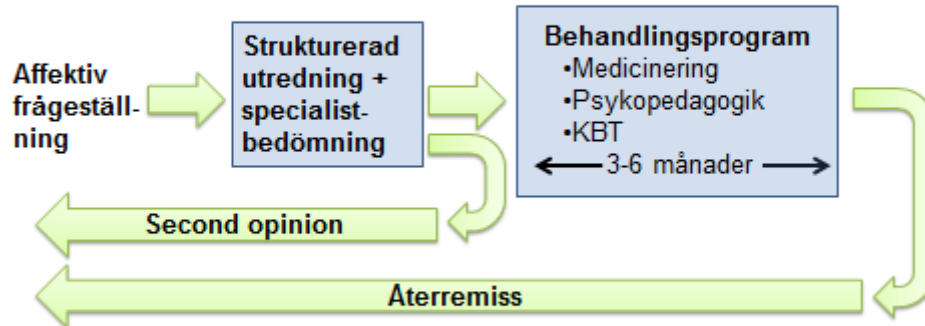 Affektiv
frågeställ-
ning
Strukturerad
utredning +
specialist-
bedömning
Behandlingsprogram
•Medicinering
•Psykopedagogik
•KBT
3-6 månader
Second opinion
Återremiss